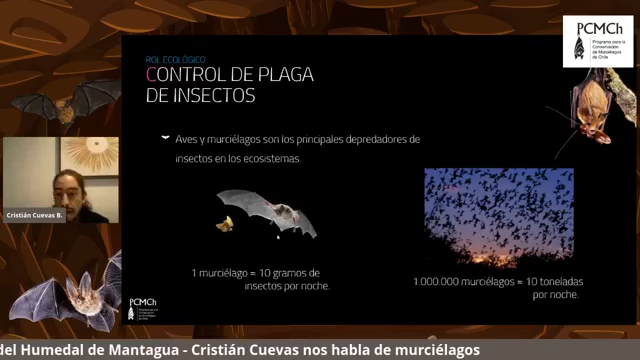 PCMCh
Programa para la
Conservación
de Murciélagos
de Chile
ROL ECOLÓGICO
CONTROL DE PLAGA
DE INSECTOS
Aves y murciélagos son los principales depredadores de
insectos en los ecosistemas.
Cristián Cuevas B.
1 murciélago = 10 gramos de
insectos por noche.
1.000.000 murciélagos = 10 toneladas
por noche.
PCMCh
del Humedal de Mantagua - Cristián Cuevas nos habla de murciélagos